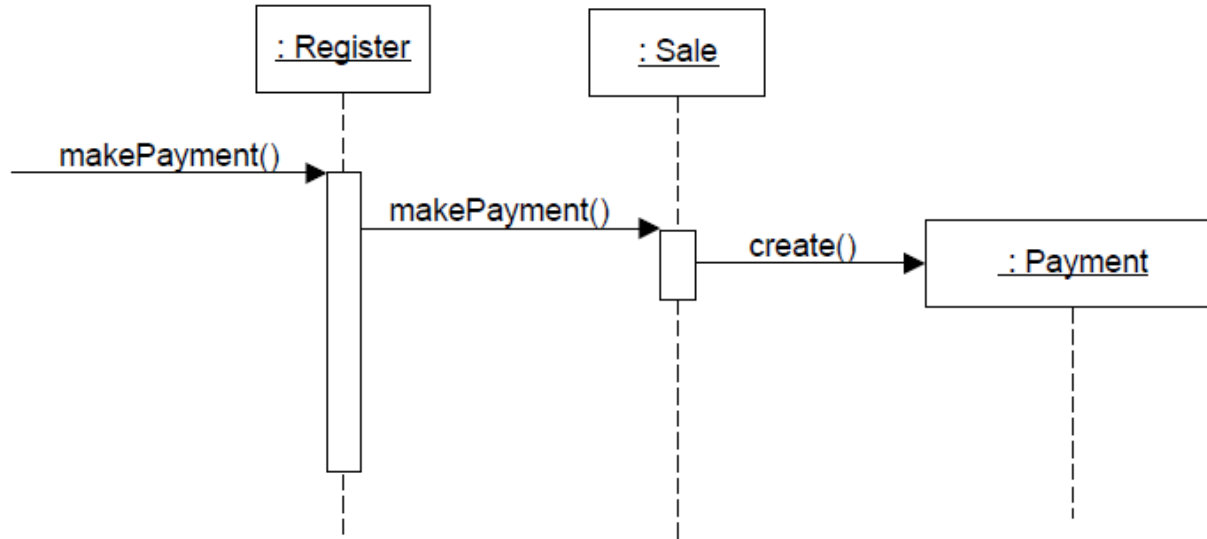 : Register
: Sale
makePayment()
makePayment()
create()
: Payment